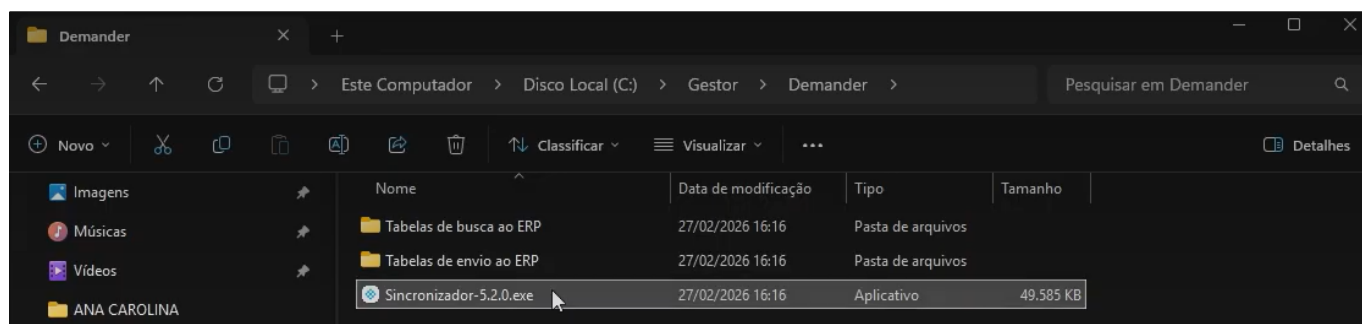 Demander
Este Computador > Disco Local (C:) > Gestor > Demander >
Pesquisar em Demander
Novo
Classificar
Visualizar
Detalhes
Imagens
Músicas
Vídeos
ANA CAROLINA
Nome Data de modificação Tipo Tamanho
Tabelas de busca ao ERP 27/02/2026 16:16 Pasta de arquivos
Tabelas de envio ao ERP 27/02/2026 16:16 Pasta de arquivos
Sincronizador-5.2.0.exe 27/02/2026 16:16 Aplicativo 49.585 KB